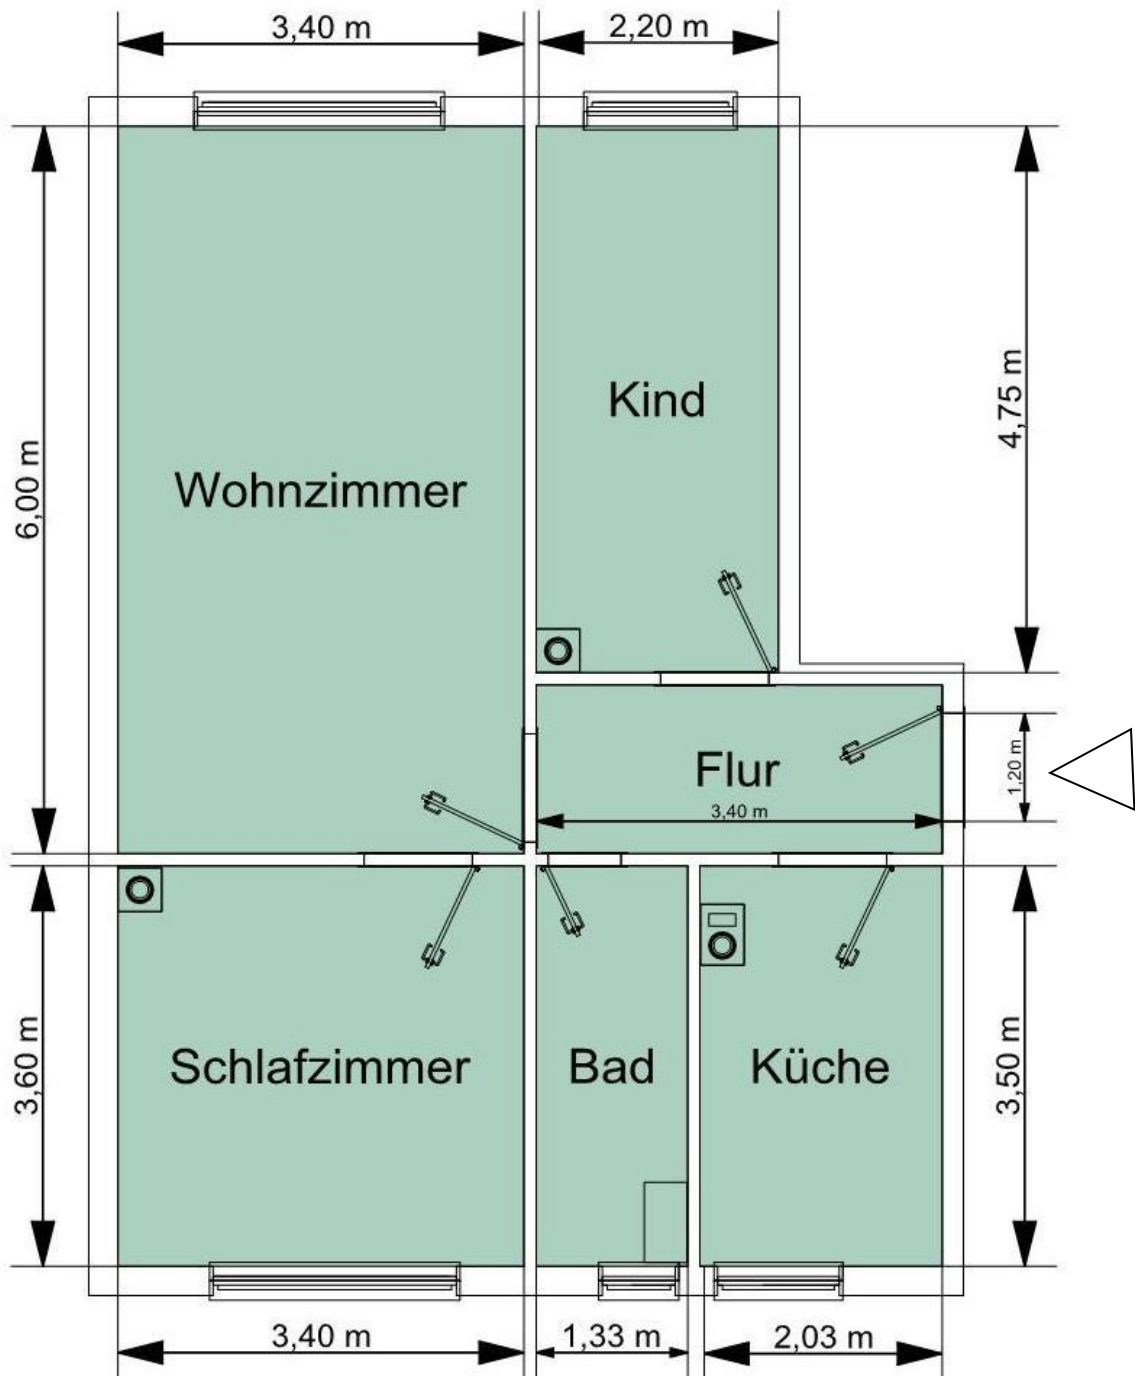 3,40 m
2,20 m
Kind
4,75 m
6,00 m
Wohnzimmer
Flur
3,40 m
1,20 m
3,60 m
Schlafzimmer
Bad
Küche
3,50 m
3,40 m
1,33 m
2,03 m